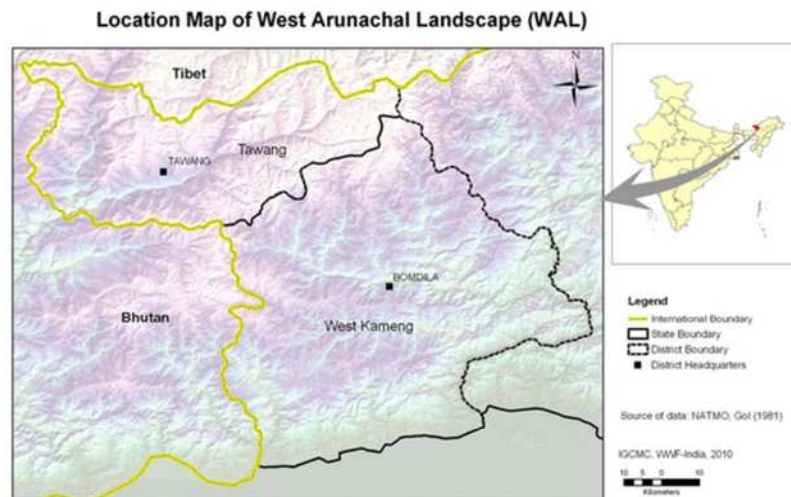 Location Map of West Arunachal Landscape (WAL)
Tibet
N
TAWANG
Tawang
BOMDILA
Bhutan
West Kameng
Legend
International Boundary
State Boundary
District Boundary
District Headquarters
Source of data: NATMO, GoI (1981)
IGCMC, WWF-India, 2010
10 5 0 10
Kilometers